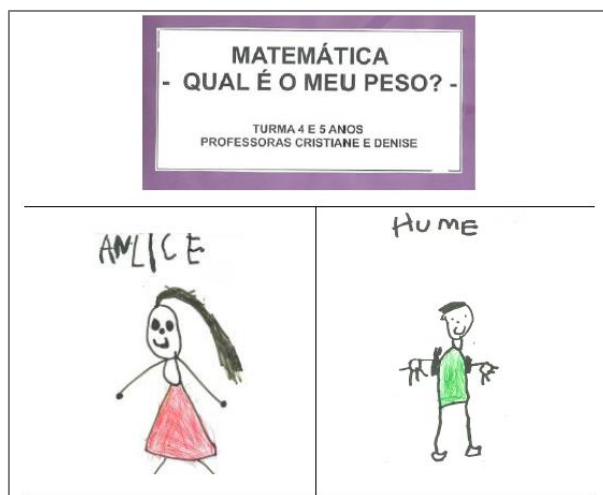 MATEMÁTICA
- QUAL É O MEU PESO? -
TURMA 4 E 5 ANOS
PROFESSORAS CRISTIANE E DENISE
ANLICE
HUME